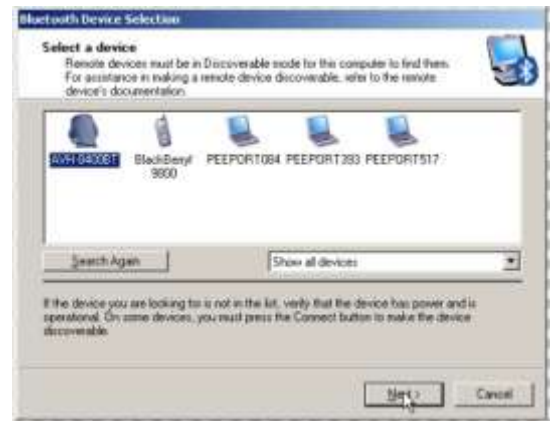 Bluetooth Device Selection
Select a device
Remote devices must be in Discoverable mode for this computer to find them.
For assistance in making a remote device discoverable, refer to the remote
device's documentation.
BlackBerry
9800
PEEPORT084 PEEPORT393 PEEPORT517
Search Again
Show all devices
If the device you are looking for is not in the list, verify that the device has power and is
operational. On some devices, you must press the Connect button to make the device
discoverable.
Next >
Cancel